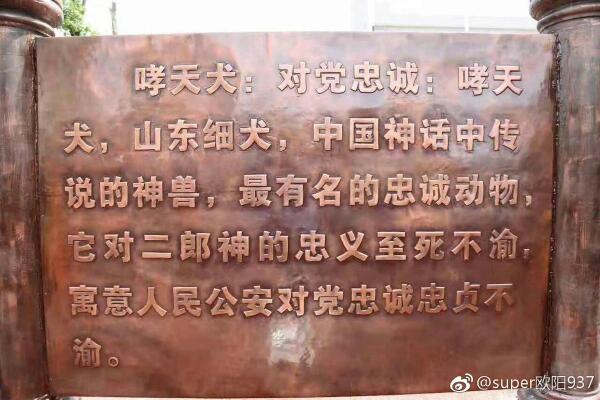 哮天犬：对党忠诚：哮天
犬，山东细犬，中国神话中传
说的神兽，最有名的忠诚动物，
它对二郎神的忠义至死不渝，
寓意人民公安对党忠诚忠贞不
渝。
@super欧阳937